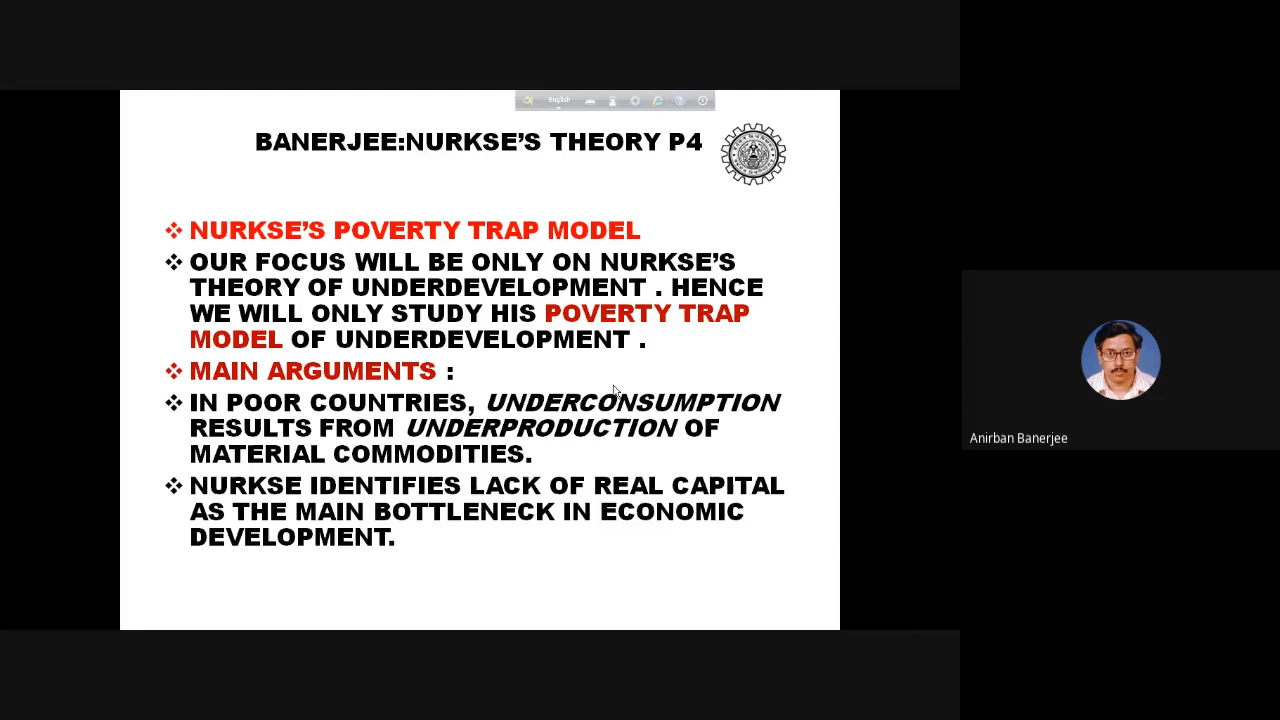 English
BANERJEE:NURKSE'S THEORY P4
❖ NURKSE'S POVERTY TRAP MODEL
❖ OUR FOCUS WILL BE ONLY ON NURKSE'S
THEORY OF UNDERDEVELOPMENT . HENCE
WE WILL ONLY STUDY HIS POVERTY TRAP
MODEL OF UNDERDEVELOPMENT .
❖ MAIN ARGUMENTS :
❖ IN POOR COUNTRIES, UNDERCONSUMPTION
RESULTS FROM UNDERPRODUCTION OF
MATERIAL COMMODITIES.
❖ NURKSE IDENTIFIES LACK OF REAL CAPITAL
AS THE MAIN BOTTLENECK IN ECONOMIC
DEVELOPMENT.
Anirban Banerjee